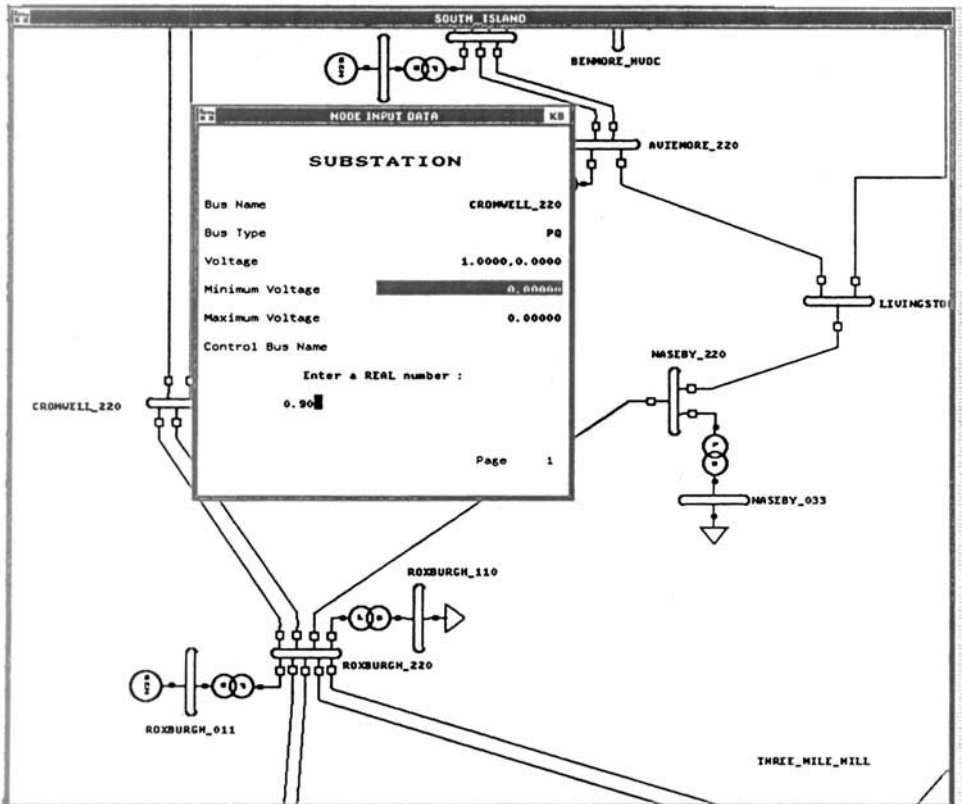 SOUTH_ISLAND
BENMORE_HVDC
GEN
NODE INPUT DATA
KB
SUBSTATION
AVIEMORE_220
Bus Name CROMWELL_220
Bus Type PQ
Voltage 1.0000,0.0000
Minimum Voltage 0.00000
Maximum Voltage 0.00000
Control Bus Name
Enter a REAL number :
0.90
Page 1
LIVINGSTO
NASEBY_220
CROMWELL_220
P
S
NASEBY_033
ROXBURGH_110
ROXBURGH_220
GEN
ROXBURGH_011
THREE_MILE_HILL